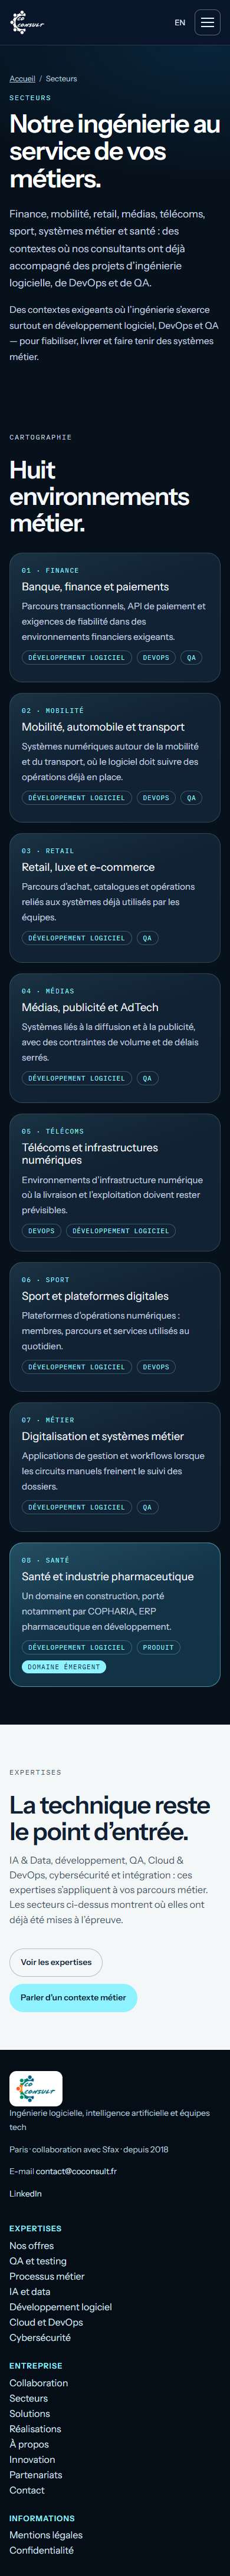 CO CONSULT
EN
Accueil / Secteurs
SECTEURS
Notre ingénierie au
service de vos
métiers.
Finance, mobilité, retail, médias, télécoms,
sport, systèmes métier et santé : des
contextes où nos consultants ont déjà
accompagné des projets d'ingénierie
logicielle, de DevOps et de QA.
Des contextes exigeants où l'ingénierie s'exerce
surtout en développement logiciel, DevOps et QA
— pour fiabiliser, livrer et faire tenir des systèmes
métier.
CARTOGRAPHIE
Huit
environnements
métier.
01 · FINANCE
Banque, finance et paiements
Parcours transactionnels, API de paiement et
exigences de fiabilité dans des
environnements financiers exigeants.
DÉVELOPPEMENT LOGICIEL DEVOPS QA
02 · MOBILITÉ
Mobilité, automobile et transport
Systèmes numériques autour de la mobilité
et du transport, où le logiciel doit suivre des
opérations déjà en place.
DÉVELOPPEMENT LOGICIEL DEVOPS QA
03 · RETAIL
Retail, luxe et e-commerce
Parcours d'achat, catalogues et opérations
reliés aux systèmes déjà utilisés par les
équipes.
DÉVELOPPEMENT LOGICIEL QA
04 · MÉDIAS
Médias, publicité et AdTech
Systèmes liés à la diffusion et à la publicité,
avec des contraintes de volume et de délais
serrés.
DÉVELOPPEMENT LOGICIEL QA
05 · TÉLÉCOMS
Télécoms et infrastructures
numériques
Environnements d'infrastructure numérique
où la livraison et l'exploitation doivent rester
prévisibles.
DEVOPS DÉVELOPPEMENT LOGICIEL
06 · SPORT
Sport et plateformes digitales
Plateformes d'opérations numériques :
membres, parcours et services utilisés au
quotidien.
DÉVELOPPEMENT LOGICIEL DEVOPS
07 · MÉTIER
Digitalisation et systèmes métier
Applications de gestion et workflows lorsque
les circuits manuels freinent le suivi des
dossiers.
DÉVELOPPEMENT LOGICIEL QA
08 · SANTÉ
Santé et industrie pharmaceutique
Un domaine en construction, porté
notamment par COPHARIA, ERP
pharmaceutique en développement.
DÉVELOPPEMENT LOGICIEL PRODUIT
DOMAINE ÉMERGENT
EXPERTISES
La technique reste
le point d'entrée.
IA & Data, développement, QA, Cloud &
DevOps, cybersécurité et intégration : ces
expertises s'appliquent à vos parcours métier.
Les secteurs ci-dessus montrent où elles ont
déjà été mises à l'épreuve.
Voir les expertises
Parler d'un contexte métier
CO CONSULT
Ingénierie logicielle, intelligence artificielle et équipes
tech
Paris · collaboration avec Sfax · depuis 2018
E-mail contact@coconsult.fr
LinkedIn
EXPERTISES
Nos offres
QA et testing
Processus métier
IA et data
Développement logiciel
Cloud et DevOps
Cybersécurité
ENTREPRISE
Collaboration
Secteurs
Solutions
Réalisations
À propos
Innovation
Partenariats
Contact
INFORMATIONS
Mentions légales
Confidentialité